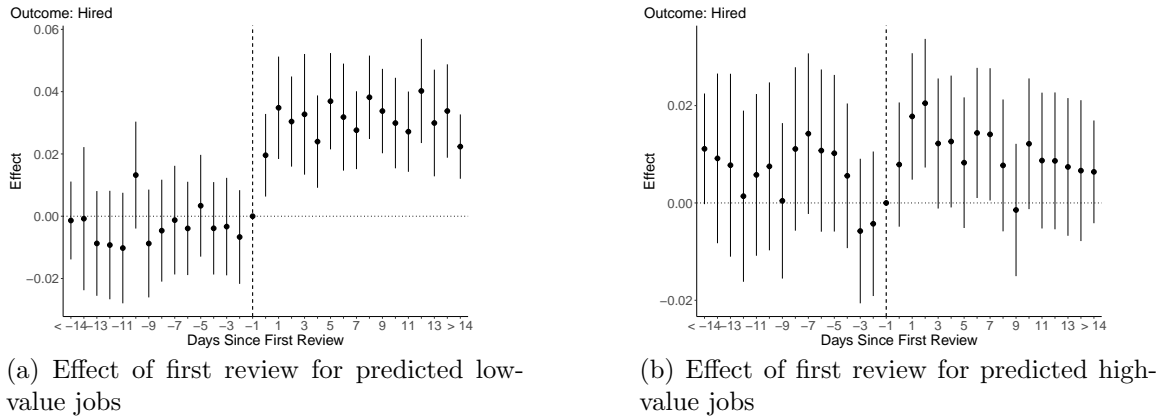 Outcome: Hired
0.06
0.04
0.02
0.00
−0.02
Effect
< −14−13 −11 −9 −7 −5 −3 −1 1 3 5 7 9 11 13 > 14
Days Since First Review
(a) Effect of first review for predicted low-
value jobs
Outcome: Hired
0.02
0.00
−0.02
Effect
< −14−13 −11 −9 −7 −5 −3 −1 1 3 5 7 9 11 13 > 14
Days Since First Review
(b) Effect of first review for predicted high-
value jobs